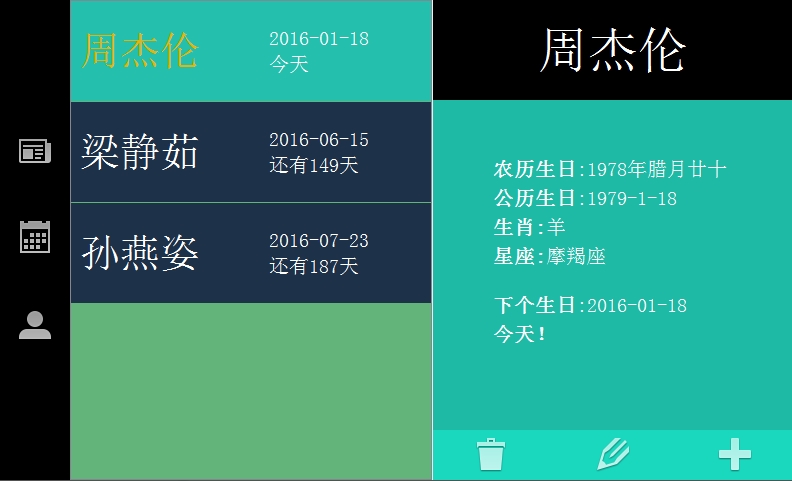 周杰伦
2016-01-18
今天
梁静茹
2016-06-15
还有149天
孙燕姿
2016-07-23
还有187天
周杰伦
农历生日:1978年腊月廿十
公历生日:1979-1-18
生肖:羊
星座:摩羯座
下个生日:2016-01-18
今天!